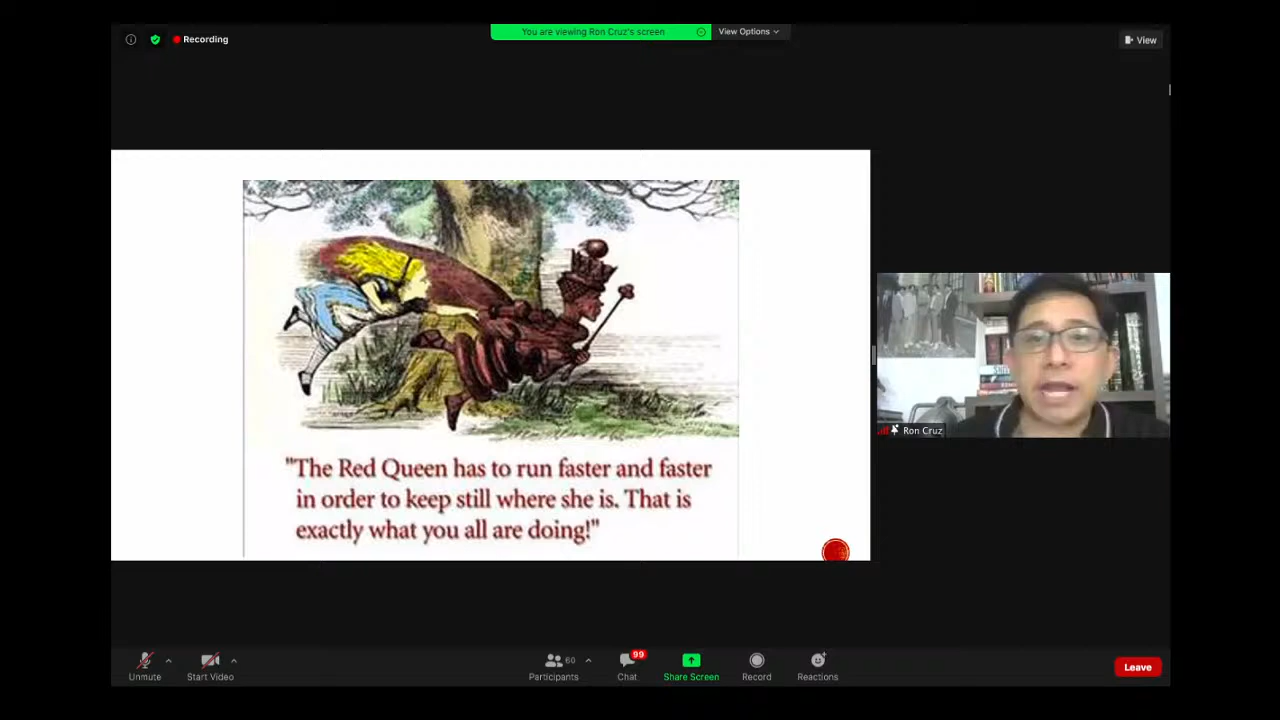 Recording
You are viewing Ron Cruz's screen
View Options
View
"The Red Queen has to run faster and faster
in order to keep still where she is. That is
exactly what you all are doing!"
Ron Cruz
Unmute
Start Video
60
Participants
99
Chat
Share Screen
Record
Reactions
Leave